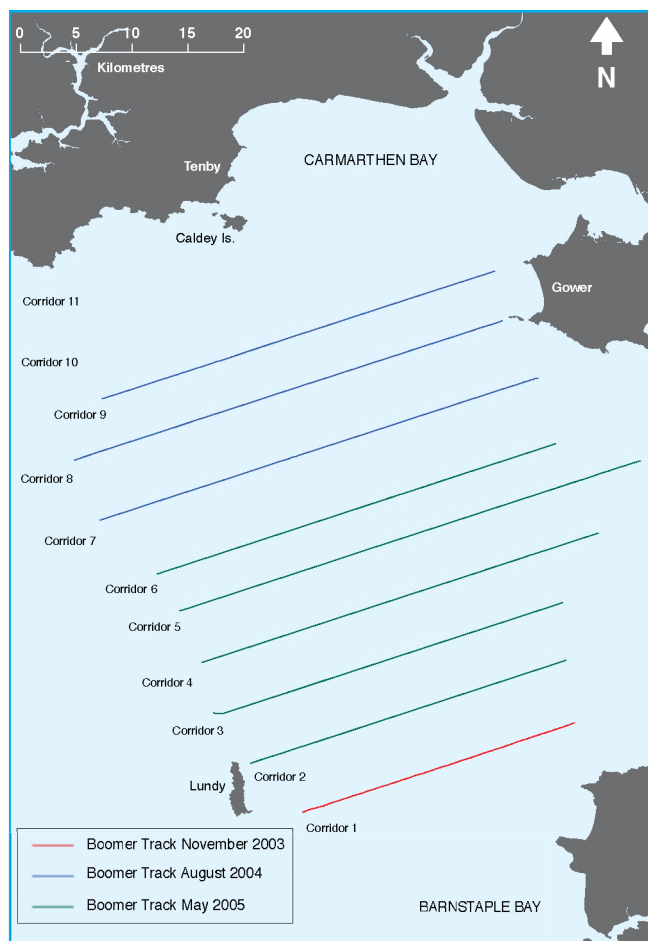 0 5 10 15 20
Kilometres
N
Tenby
CARMARTHEN BAY
Caldey Is.
Gower
Corridor 11
Corridor 10
Corridor 9
Corridor 8
Corridor 7
Corridor 6
Corridor 5
Corridor 4
Corridor 3
Corridor 2
Lundy
Corridor 1
Boomer Track November 2003
Boomer Track August 2004
Boomer Track May 2005
BARNSTAPLE BAY